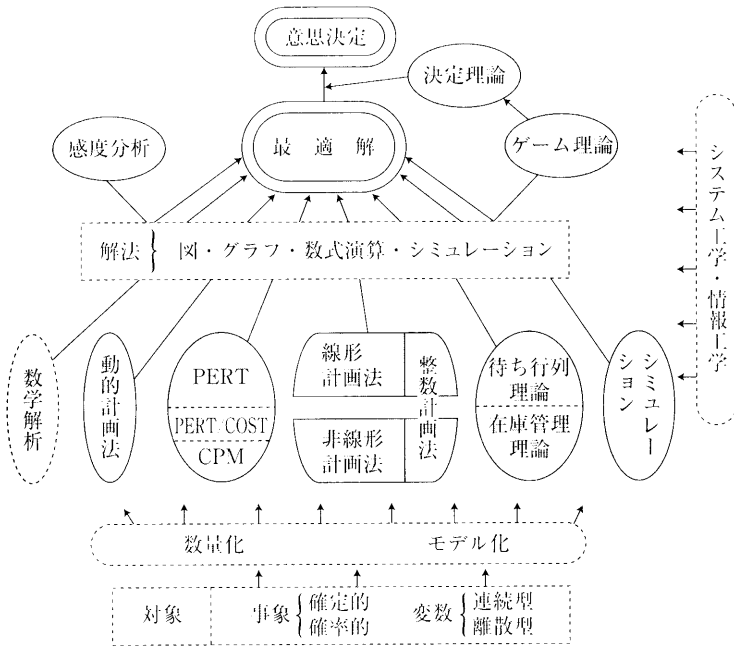 意思決定
決定理論
感度分析
最適解
ゲーム理論
システム工学・情報工学
解法{ 図・グラフ・数式演算・シミュレーション
数学解析
動的計画法
PERT
PERT/COST
CPM
線形
計画法
非線形
計画法
整数計画法
待ち行列
理論
在庫管理
理論
シミュレー
ション
数量化 モデル化
対象 事象{ 確定的
確率的
変数{ 連続型
離散型